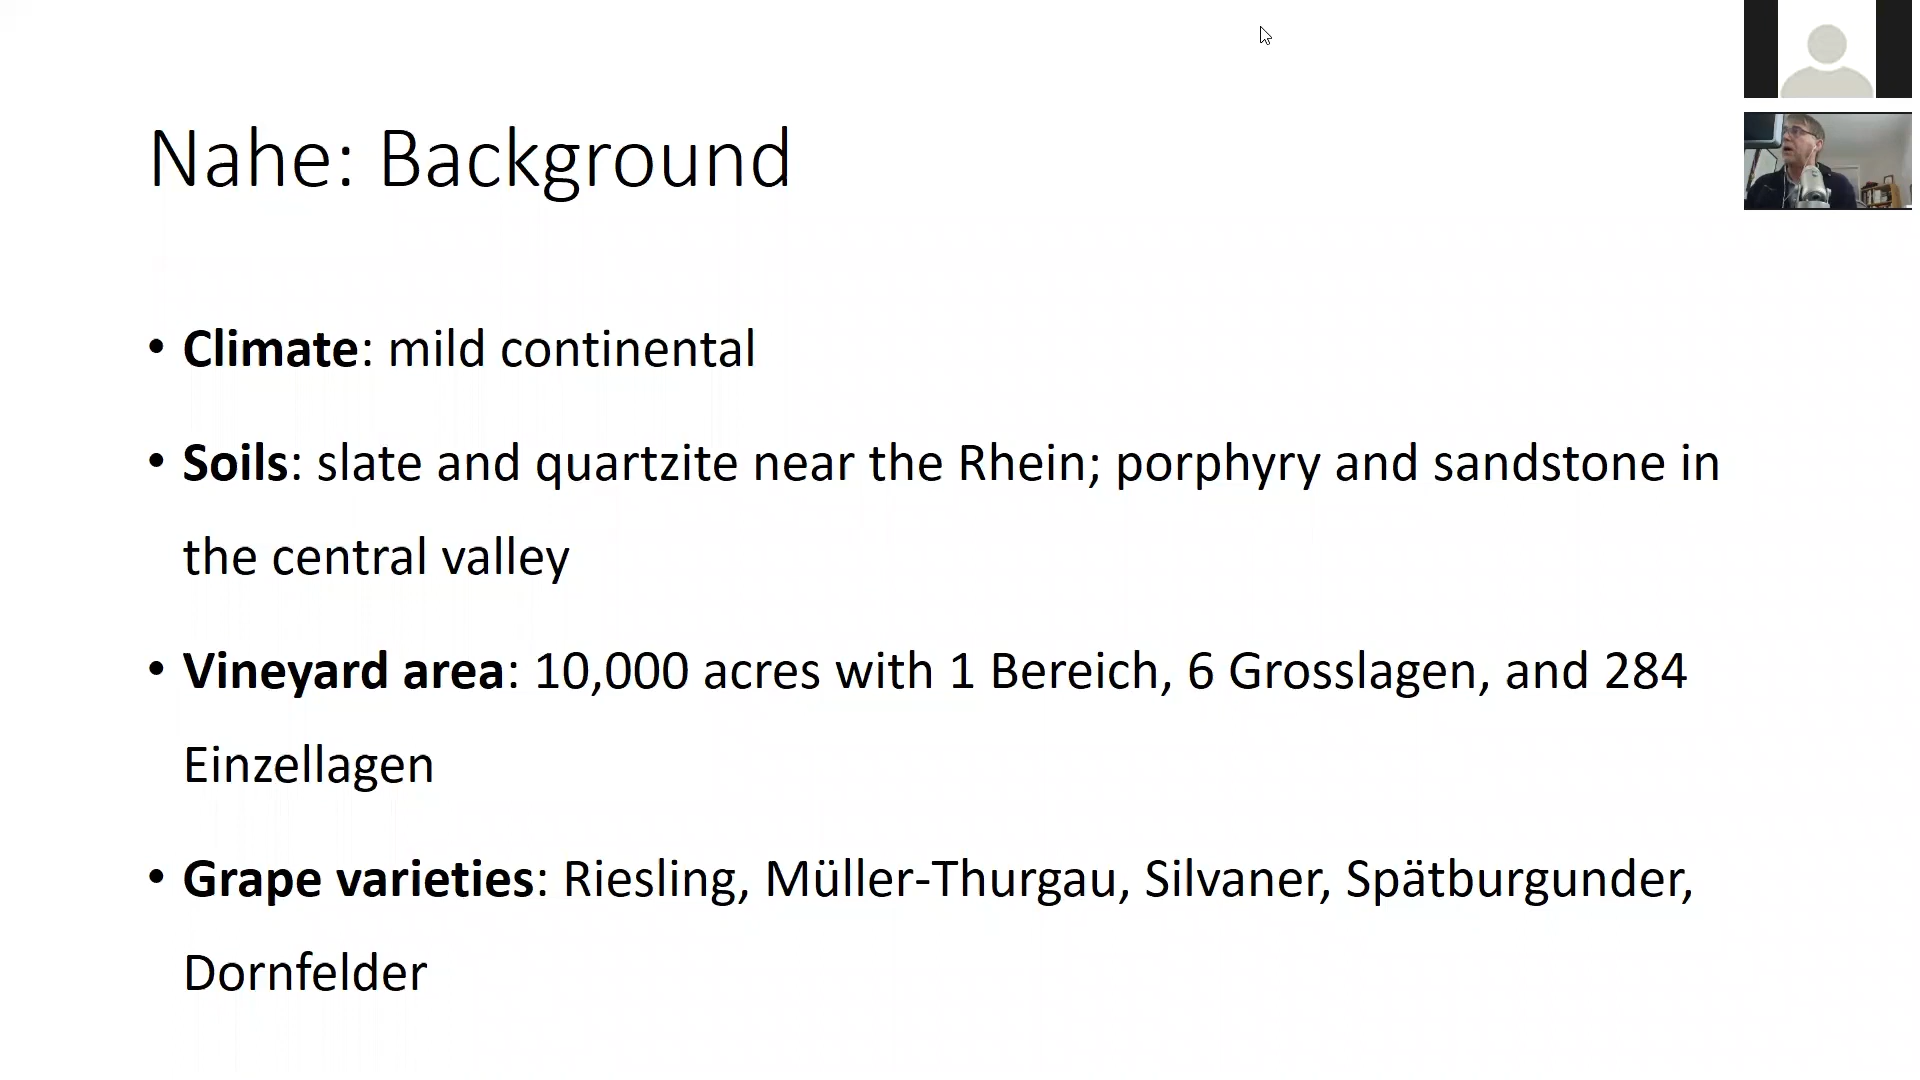 Nahe: Background
• Climate: mild continental
• Soils: slate and quartzite near the Rhein; porphyry and sandstone in
the central valley
• Vineyard area: 10,000 acres with 1 Bereich, 6 Grosslagen, and 284
Einzellagen
• Grape varieties: Riesling, Müller-Thurgau, Silvaner, Spätburgunder,
Dornfelder